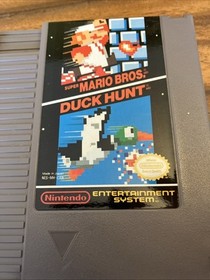 SUPER MARIO BROS.
DUCK HUNT
Nintendo
ENTERTAINMENT
SYSTEM